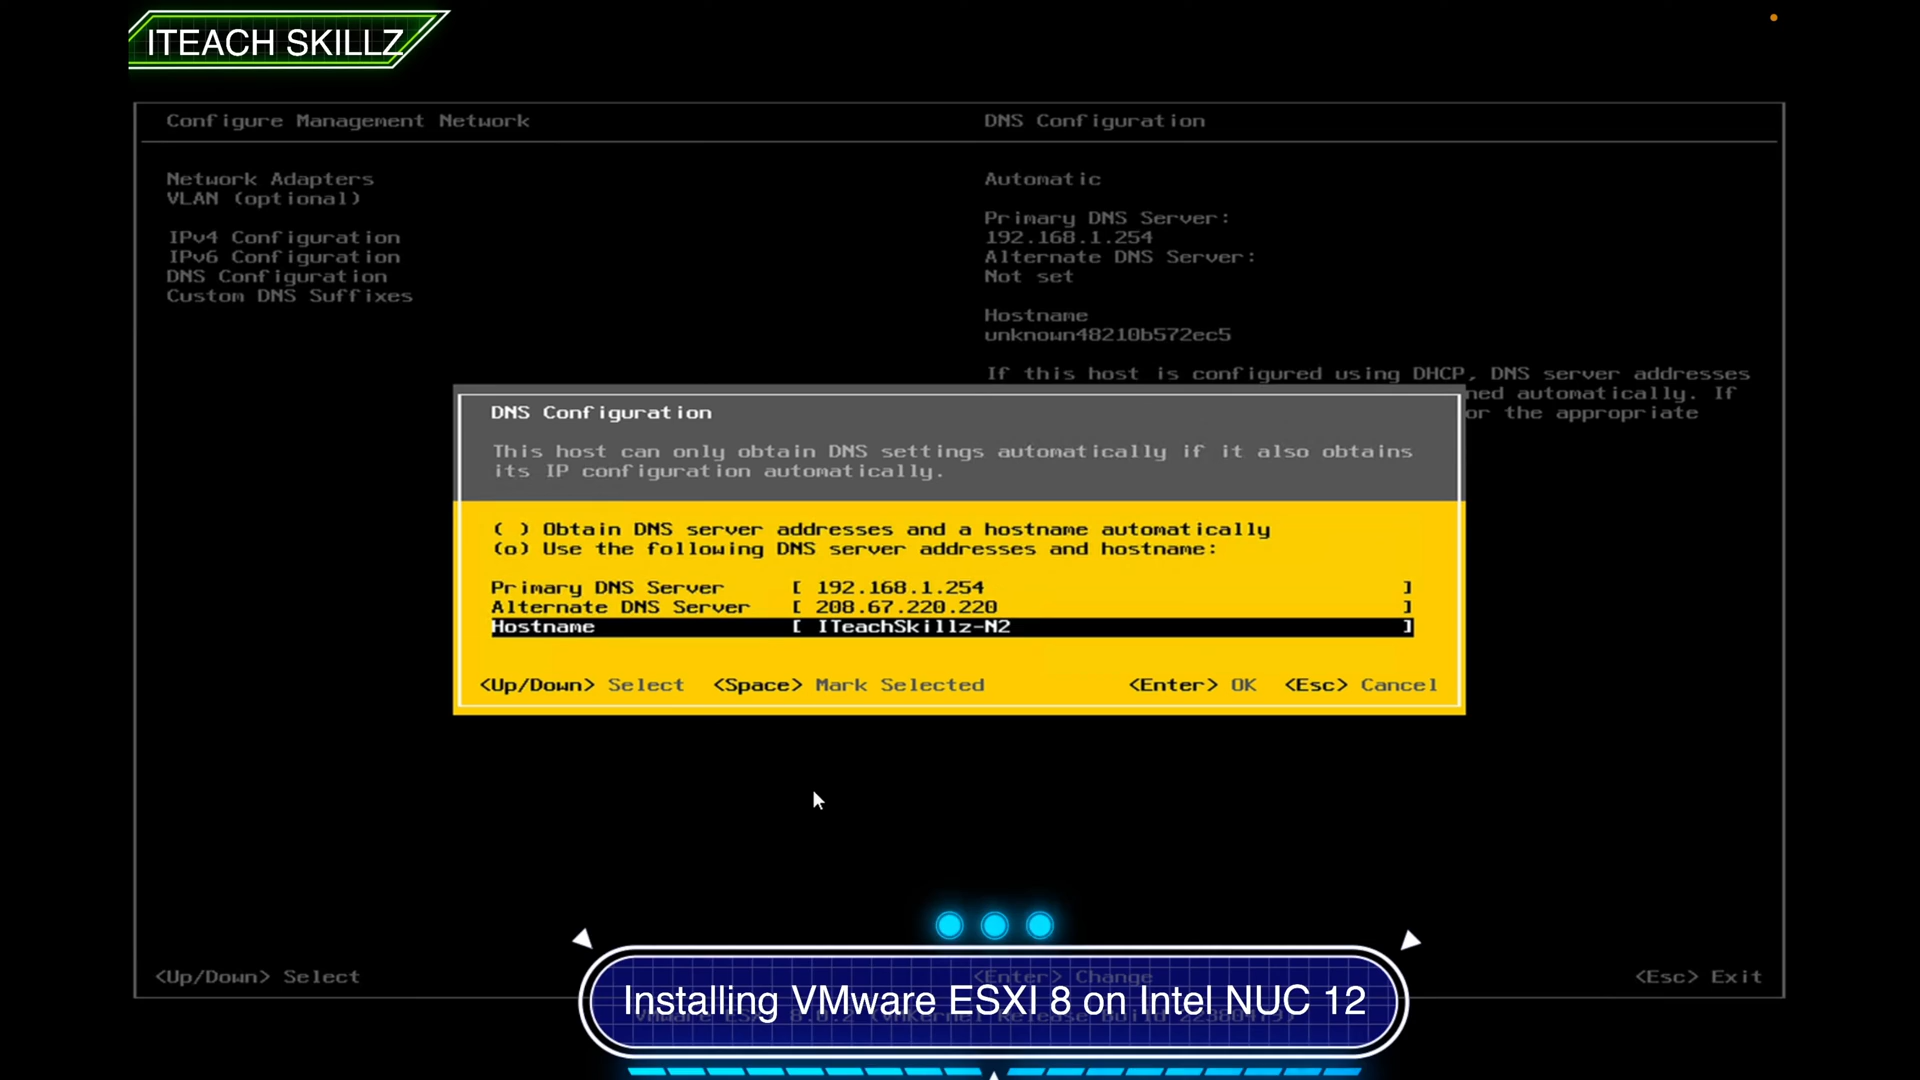 ITEACH SKILLZ
Configure Management Network
DNS Configuration
Network Adapters
VLAN (optional)
IPv4 Configuration
IPv6 Configuration
DNS Configuration
Custom DNS Suffixes
Automatic
Primary DNS Server:
192.168.1.254
Alternate DNS Server:
Not set
Hostname
unknown48210b572ec5
If this host is configured using DHCP, DNS server addresses
ned automatically. If
or the appropriate
DNS Configuration
This host can only obtain DNS settings automatically if it also obtains
its IP configuration automatically.
( ) Obtain DNS server addresses and a hostname automatically
(o) Use the following DNS server addresses and hostname:
Primary DNS Server [ 192.168.1.254 ]
Alternate DNS Server [ 208.67.220.220 ]
Hostname [ ITeachSkillz-N2 ]
<Up/Down> Select <Space> Mark Selected <Enter> OK <Esc> Cancel
<Up/Down> Select <Enter> Change <Esc> Exit
Installing VMware ESXI 8 on Intel NUC 12